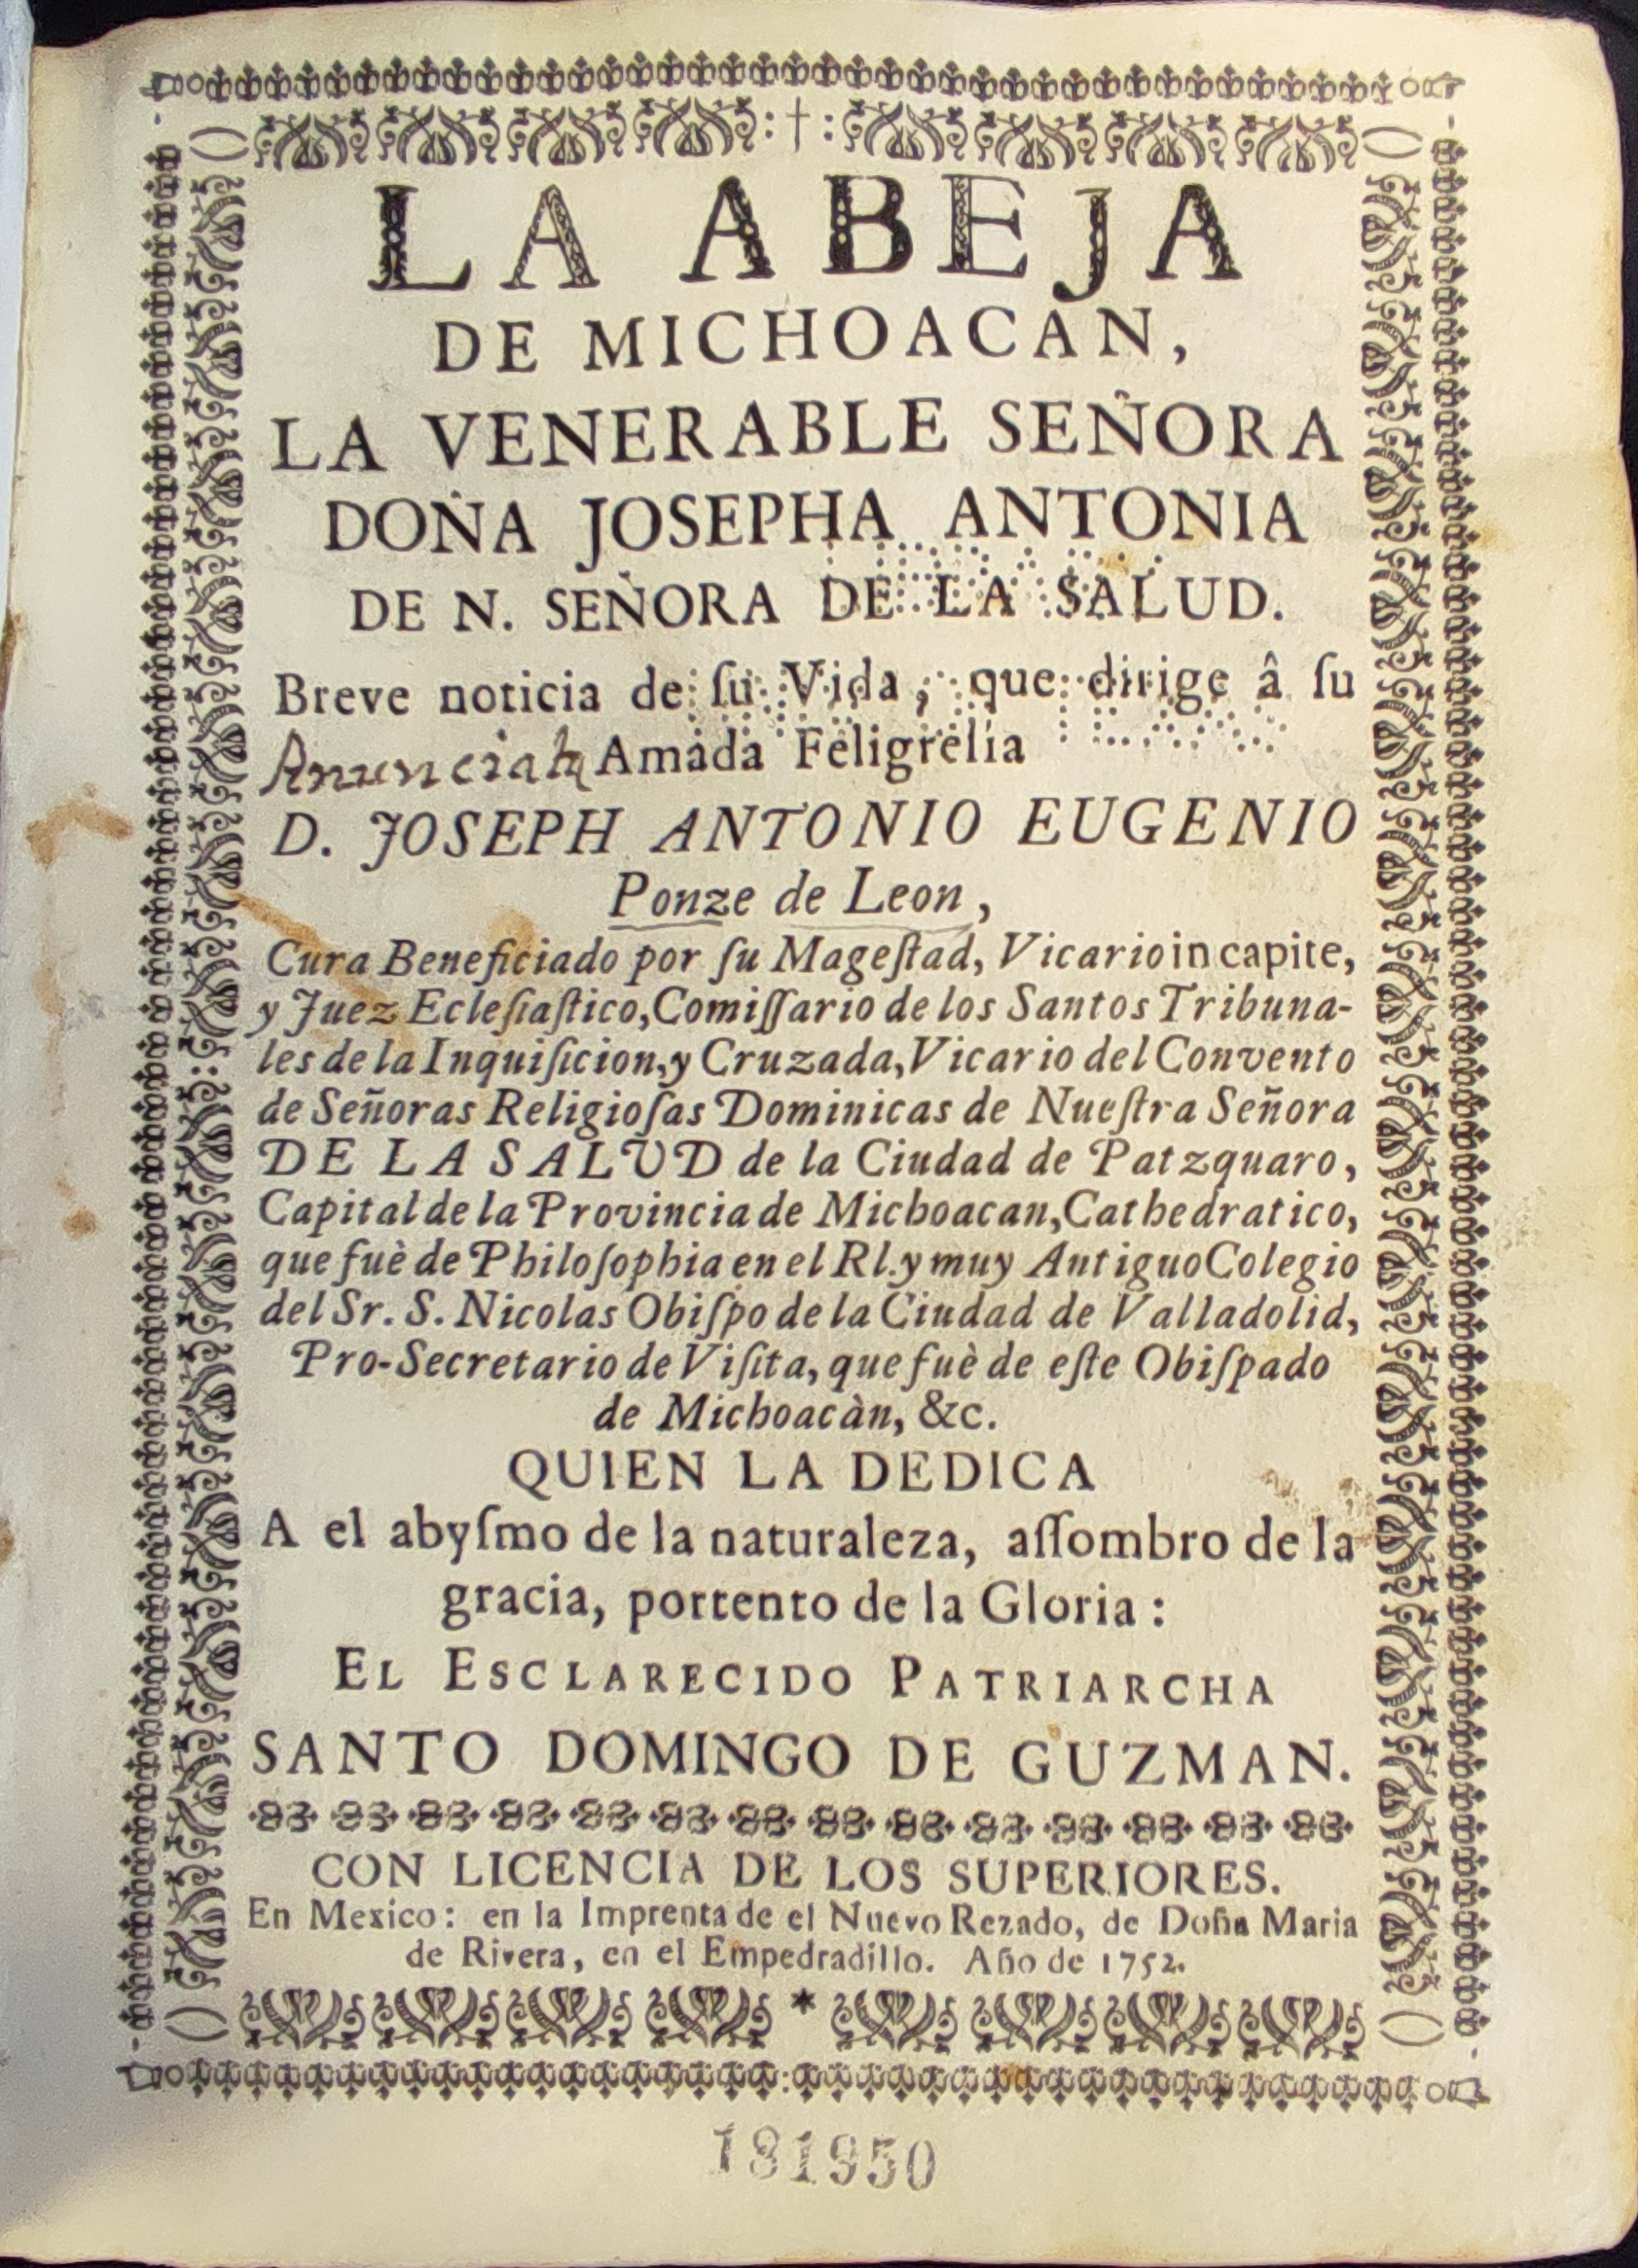 LA ABEJA
DE MICHOACAN,
LA VENERABLE SEÑORA
DOÑA JOSEPHA ANTONIA
DE N. SEÑORA DE LA SALUD.
Breve noticia de ſu Vida, que dirige â ſu
Amada Feligreſia
D. JOSEPH ANTONIO EUGENIO
Ponze de Leon,
Cura Beneficiado por ſu Mageſtad, Vicario in capite,
y Juez Ecleſiaſtico, Comiſſario de los Santos Tribuna-
les de la Inquiſicion, y Cruzada, Vicario del Convento
de Señoras Religioſas Dominicas de Nueſtra Señora
DE LA SALUD de la Ciudad de Patzquaro,
Capital de la Provincia de Michoacan, Cathedratico,
que fuè de Philoſophia en el Rl. y muy Antiguo Colegio
del Sr. S. Nicolas Obiſpo de la Ciudad de Valladolid,
Pro-Secretario de Viſita, que fuè de eſte Obiſpado
de Michoacàn, &c.
QUIEN LA DEDICA
A el abyſmo de la naturaleza, aſſombro de la
gracia, portento de la Gloria :
EL ESCLARECIDO PATRIARCHA
SANTO DOMINGO DE GUZMAN.
CON LICENCIA DE LOS SUPERIORES.
En Mexico: en la Imprenta de el Nuevo Rezado, de Doña Maria
de Rivera, en el Empedradillo. Año de 1752.
181950